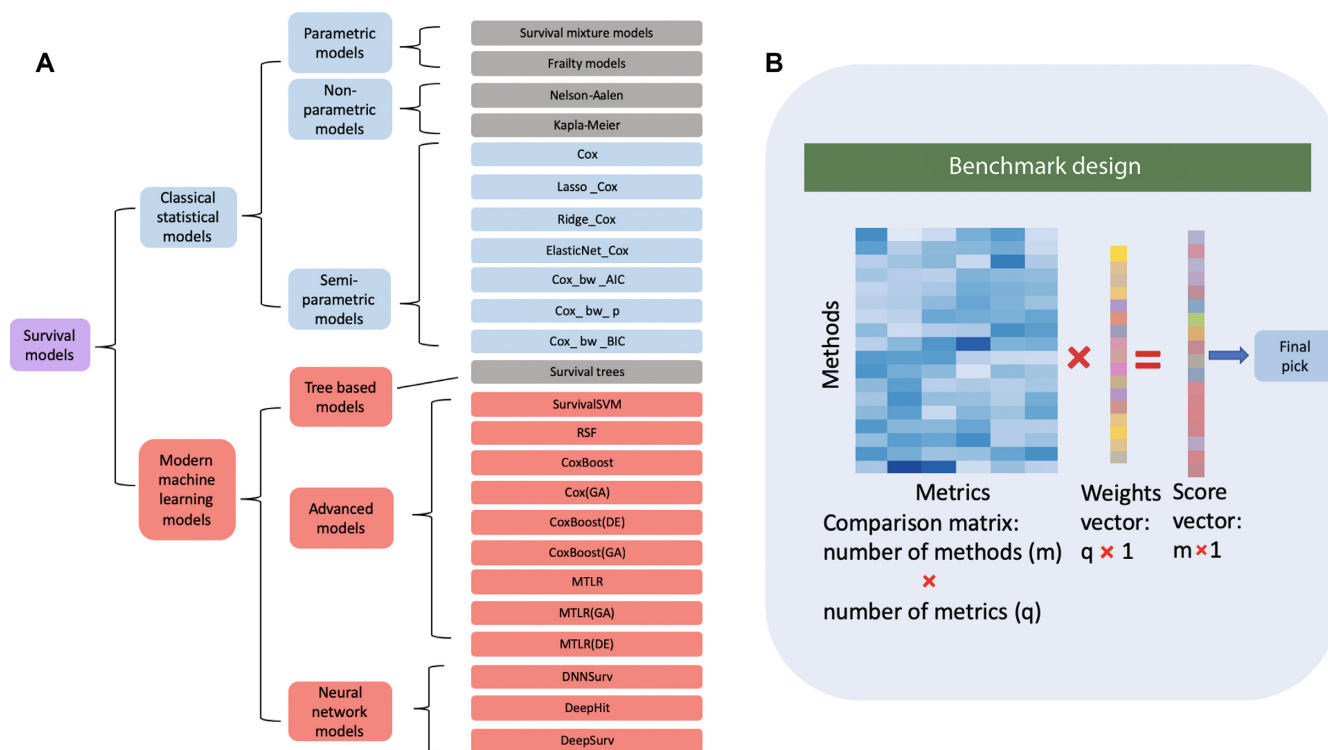 A
Survival
models
Classical
statistical
models
Modern
machine
learning
models
Parametric
models
Non-
parametric
models
Semi-
parametric
models
Tree based
models
Advanced
models
Neural
network
models
Survival mixture models
Frailty models
Nelson-Aalen
Kapla-Meier
Cox
Lasso _Cox
Ridge_Cox
ElasticNet_Cox
Cox_bw _AIC
Cox_ bw_ p
Cox_ bw _BIC
Survival trees
SurvivalSVM
RSF
CoxBoost
Cox(GA)
CoxBoost(DE)
CoxBoost(GA)
MTLR
MTLR(GA)
MTLR(DE)
DNNSurv
DeepHit
DeepSurv
B
Benchmark design
Methods
×
=
Final
pick
Metrics
Comparison matrix:
number of methods (m)
×
number of metrics (q)
Weights
vector:
q × 1
Score
vector:
m×1